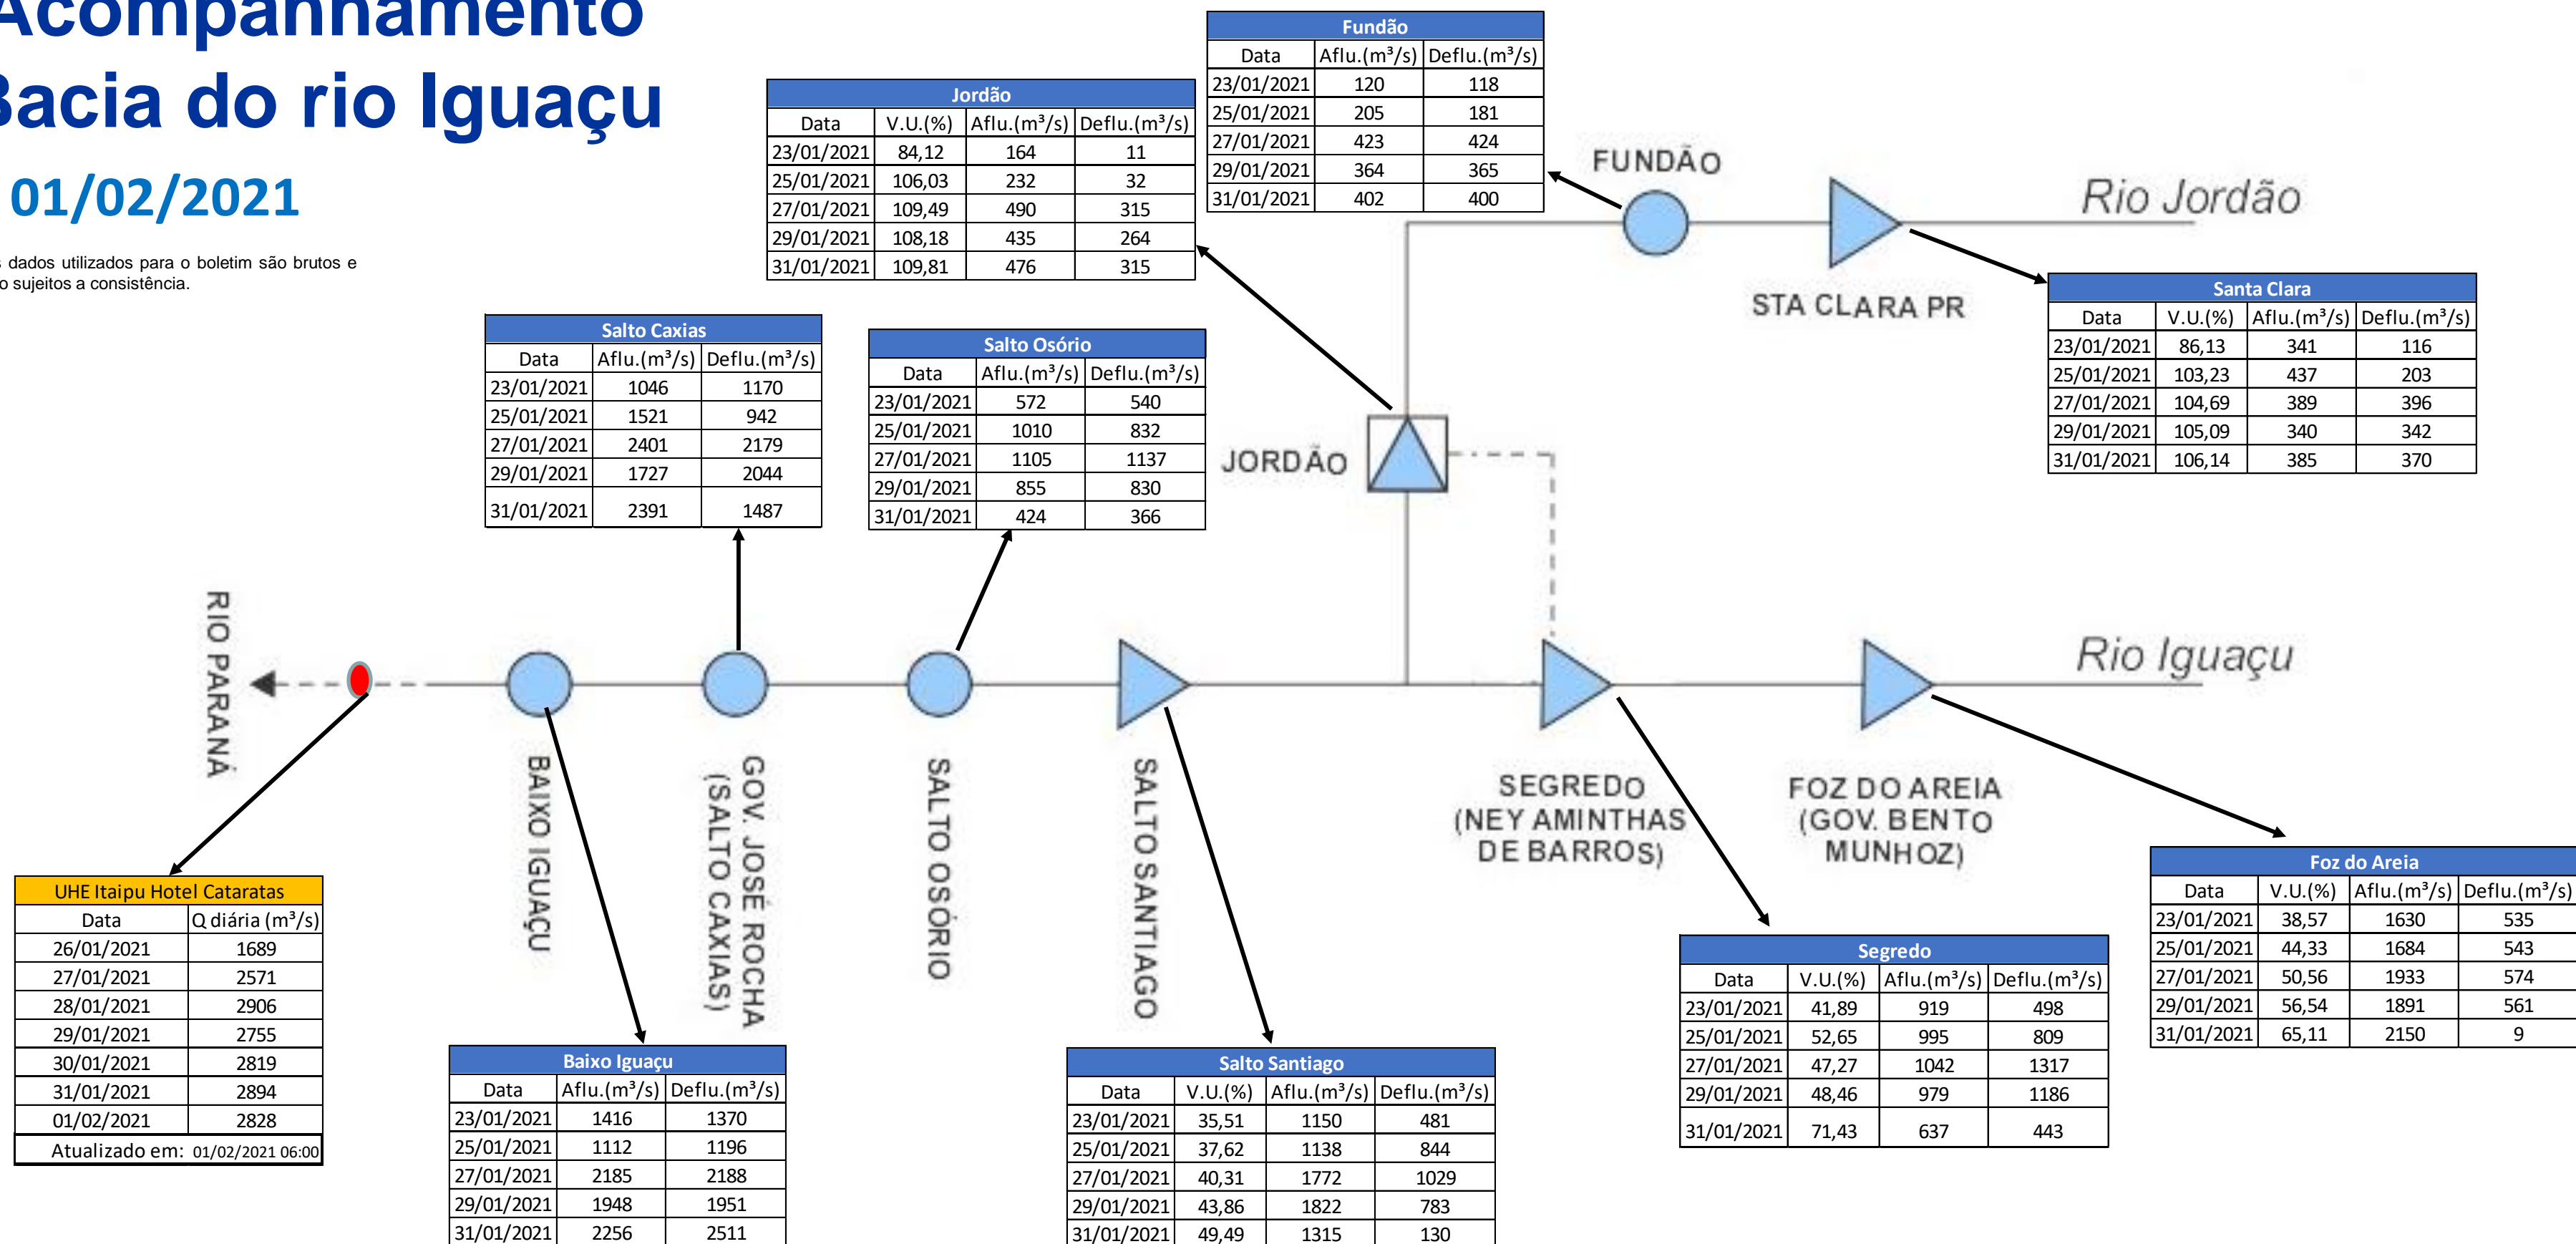 Acompanhamento
Bacia do rio Iguaçu
01/02/2021
s dados utilizados para o boletim são brutos e
o sujeitos a consistência.
Fundão
Data Aflu.(m³/s) Deflu.(m³/s)
23/01/2021 120 118
25/01/2021 205 181
27/01/2021 423 424
29/01/2021 364 365
31/01/2021 402 400
Jordão
Data V.U.(%) Aflu.(m³/s) Deflu.(m³/s)
23/01/2021 84,12 164 11
25/01/2021 106,03 232 32
27/01/2021 109,49 490 315
29/01/2021 108,18 435 264
31/01/2021 109,81 476 315
FUNDÃO
Rio Jordão
STA CLARA PR
Santa Clara
Data V.U.(%) Aflu.(m³/s) Deflu.(m³/s)
23/01/2021 86,13 341 116
25/01/2021 103,23 437 203
27/01/2021 104,69 389 396
29/01/2021 105,09 340 342
31/01/2021 106,14 385 370
Salto Caxias
Data Aflu.(m³/s) Deflu.(m³/s)
23/01/2021 1046 1170
25/01/2021 1521 942
27/01/2021 2401 2179
29/01/2021 1727 2044
31/01/2021 2391 1487
Salto Osório
Data Aflu.(m³/s) Deflu.(m³/s)
23/01/2021 572 540
25/01/2021 1010 832
27/01/2021 1105 1137
29/01/2021 855 830
31/01/2021 424 366
JORDÃO
RIO PARANÁ
Rio Iguaçu
BAIXO IGUAÇU
GOV. JOSÉ ROCHA
(SALTO CAXIAS)
SALTO OSÓRIO
SALTO SANTIAGO
SEGREDO
(NEY AMINTHAS
DE BARROS)
FOZ DO AREIA
(GOV. BENTO
MUNHOZ)
UHE Itaipu Hotel Cataratas
Data Q diária (m³/s)
26/01/2021 1689
27/01/2021 2571
28/01/2021 2906
29/01/2021 2755
30/01/2021 2819
31/01/2021 2894
01/02/2021 2828
Atualizado em: 01/02/2021 06:00
Baixo Iguaçu
Data Aflu.(m³/s) Deflu.(m³/s)
23/01/2021 1416 1370
25/01/2021 1112 1196
27/01/2021 2185 2188
29/01/2021 1948 1951
31/01/2021 2256 2511
Salto Santiago
Data V.U.(%) Aflu.(m³/s) Deflu.(m³/s)
23/01/2021 35,51 1150 481
25/01/2021 37,62 1138 844
27/01/2021 40,31 1772 1029
29/01/2021 43,86 1822 783
31/01/2021 49,49 1315 130
Segredo
Data V.U.(%) Aflu.(m³/s) Deflu.(m³/s)
23/01/2021 41,89 919 498
25/01/2021 52,65 995 809
27/01/2021 47,27 1042 1317
29/01/2021 48,46 979 1186
31/01/2021 71,43 637 443
Foz do Areia
Data V.U.(%) Aflu.(m³/s) Deflu.(m³/s)
23/01/2021 38,57 1630 535
25/01/2021 44,33 1684 543
27/01/2021 50,56 1933 574
29/01/2021 56,54 1891 561
31/01/2021 65,11 2150 9